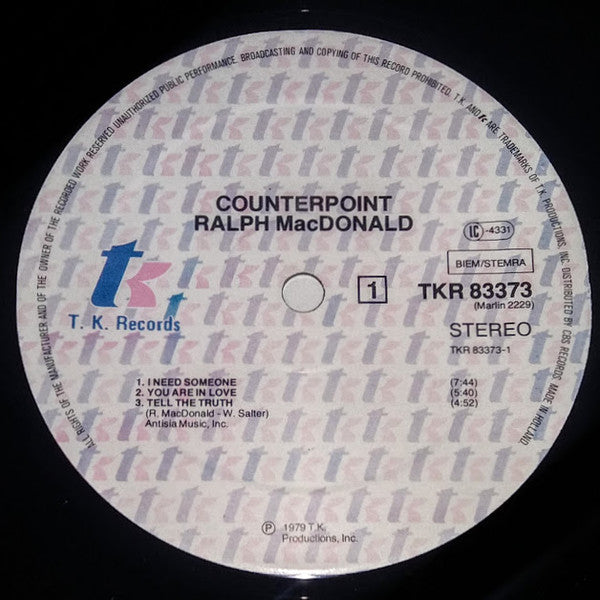 ALL RIGHTS OF THE MANUFACTURER AND OF THE OWNER OF THE RECORDED WORK RESERVED UNAUTHORIZED PUBLIC PERFORMANCE. BROADCASTING AND COPYING OF THIS RECORD PROHIBITED. T.K. AND tk ARE TRADEMARKS OF T.K. PRODUCTIONS, INC. DISTRIBUTED BY CBS RECORDS. MADE IN HOLLAND.
COUNTERPOINT
RALPH MacDONALD
tk
T. K. Records
1
IC -4331
BIEM/STEMRA
TKR 83373
(Marlin 2229)
STEREO
TKR 83373-1
1. I NEED SOMEONE (7:44)
2. YOU ARE IN LOVE (5:40)
3. TELL THE TRUTH (4:52)
(R. MacDonald - W. Salter)
Antisia Music, Inc.
℗ 1979 T.K.
Productions, Inc.